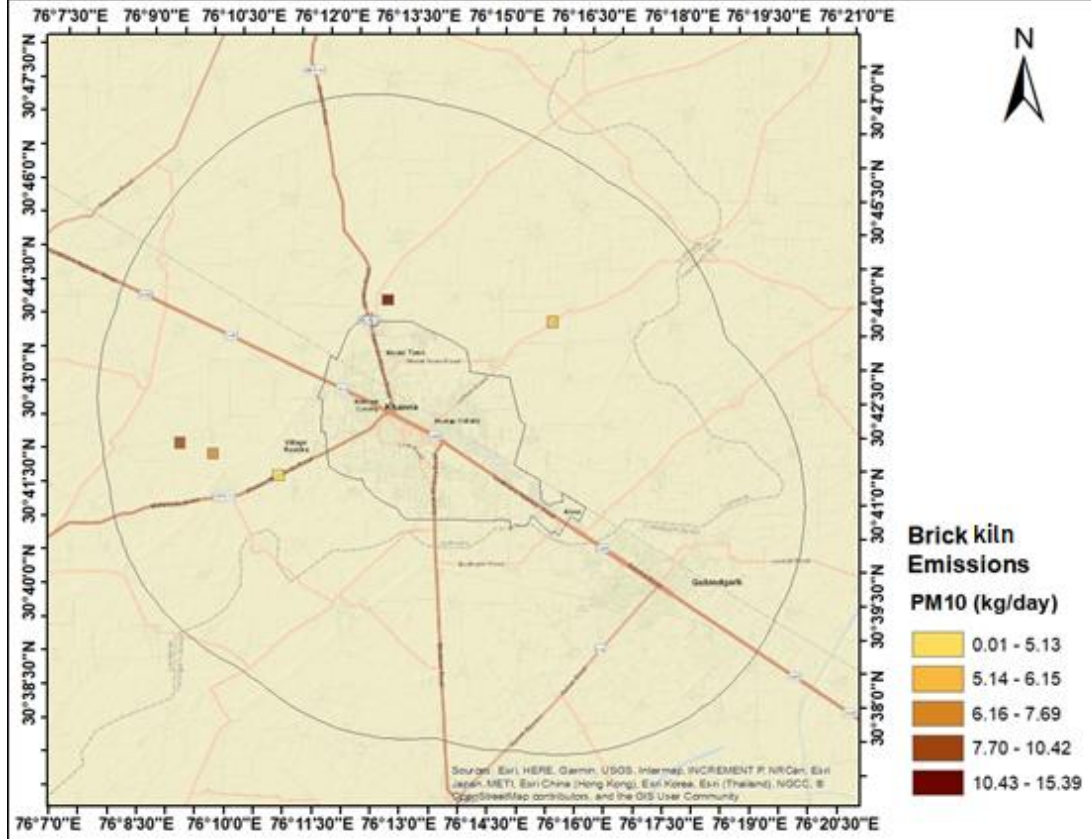 76°7'30"E 76°9'0"E 76°10'30"E 76°12'0"E 76°13'30"E 76°15'0"E 76°16'30"E 76°18'0"E 76°19'30"E 76°21'0"E
N
30°47'30"N
30°46'0"N
30°44'30"N
30°43'0"N
30°41'30"N
30°40'0"N
30°38'30"N
30°47'0"N
30°45'30"N
30°44'0"N
30°42'30"N
30°41'0"N
30°39'30"N
30°38'0"N
Khanna
Village
Gobindgarh
Brick kiln
Emissions
PM10 (kg/day)
0.01 - 5.13
5.14 - 6.15
6.16 - 7.69
7.70 - 10.42
10.43 - 15.39
Sources: Esri, HERE, Garmin, USGS, Intermap, INCREMENT P, NRCan, Esri
Japan, METI, Esri China (Hong Kong), Esri Korea, Esri (Thailand), NGCC, ©
OpenStreetMap contributors, and the GIS User Community
76°7'0"E 76°8'30"E 76°10'0"E 76°11'30"E 76°13'0"E 76°14'30"E 76°16'0"E 76°17'30"E 76°19'0"E 76°20'30"E